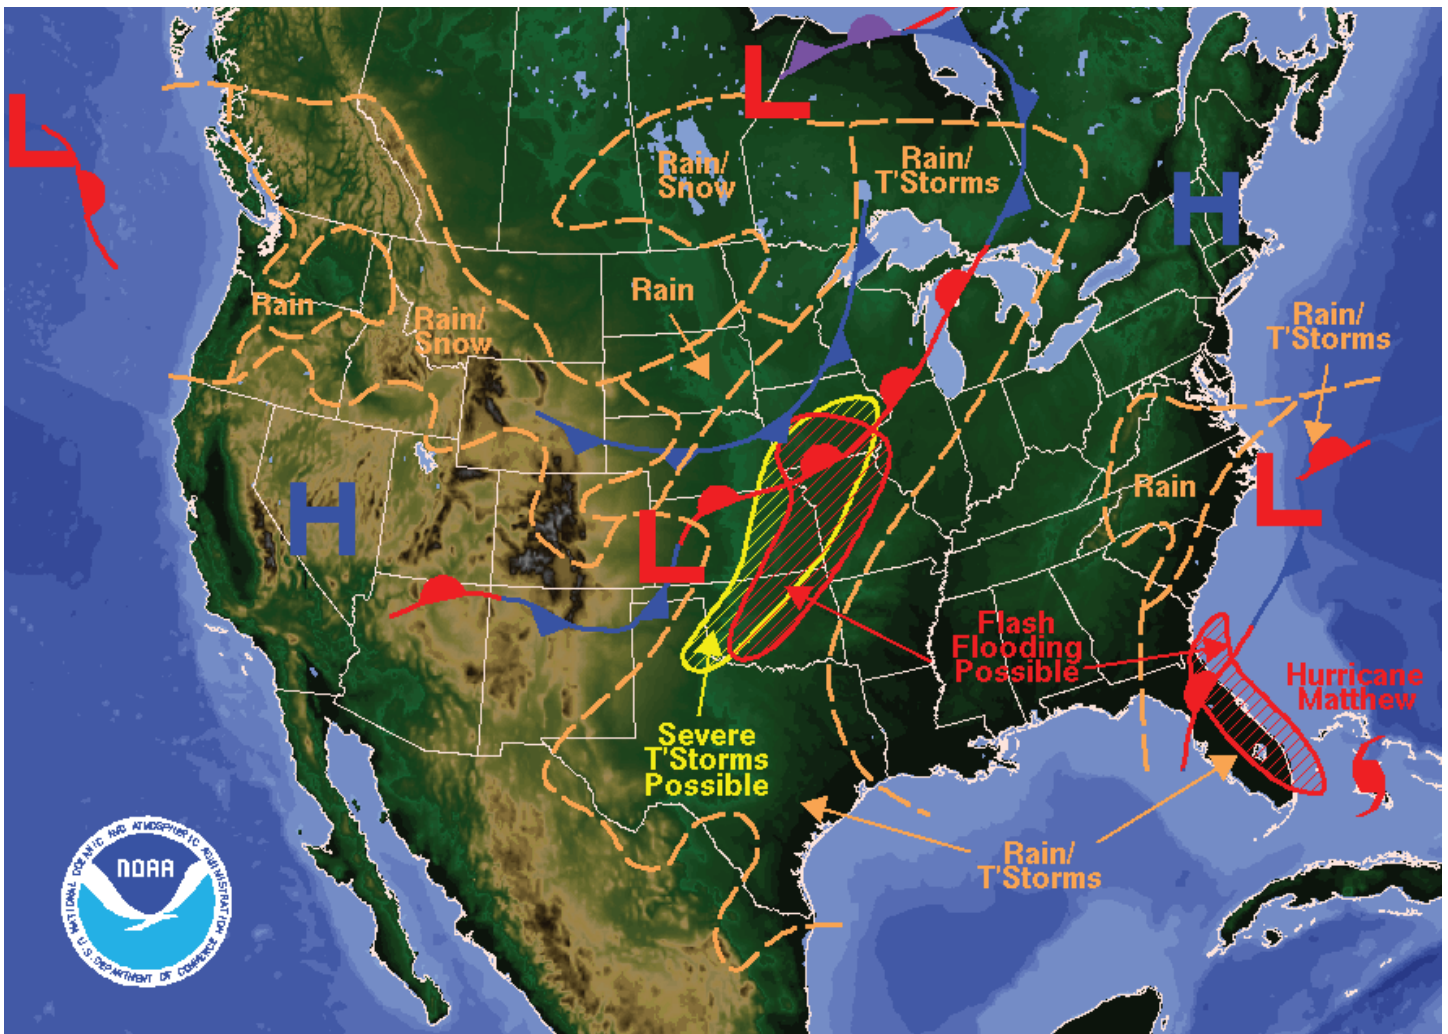 L
L
Rain/
Snow
Rain/
T'Storms
H
Rain
Rain
Rain/
Snow
Rain/
T'Storms
H
L
Rain
L
Flash
Flooding
Possible
Hurricane
Matthew
Severe
T'Storms
Possible
Rain/
T'Storms
NOAA
NATIONAL OCEANIC AND ATMOSPHERIC ADMINISTRATION
U.S. DEPARTMENT OF COMMERCE